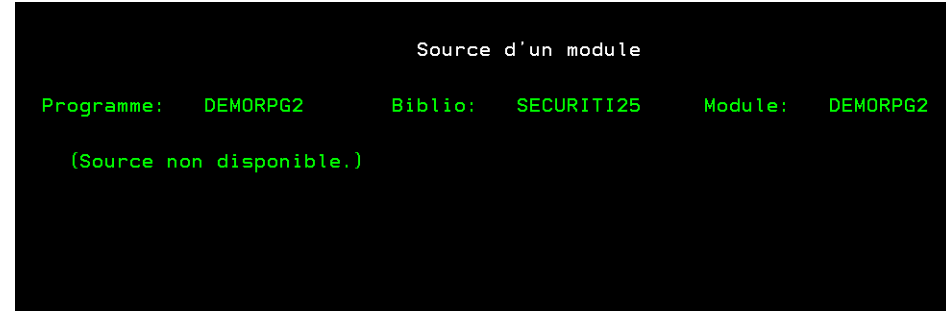 Source d'un module
Programme: DEMORPG2 Biblio: SECURITI25 Module: DEMORPG2
(Source non disponible.)